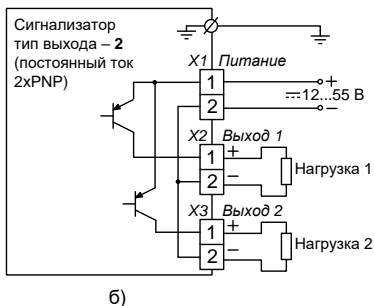 Сигнализатор
тип выхода – 2
(постоянный ток
2xPNP)
X1 Питание
1
2
+
12...55 В
–
X2 Выход 1
1
2
+
–
Нагрузка 1
X3 Выход 2
1
2
+
–
Нагрузка 2
б)